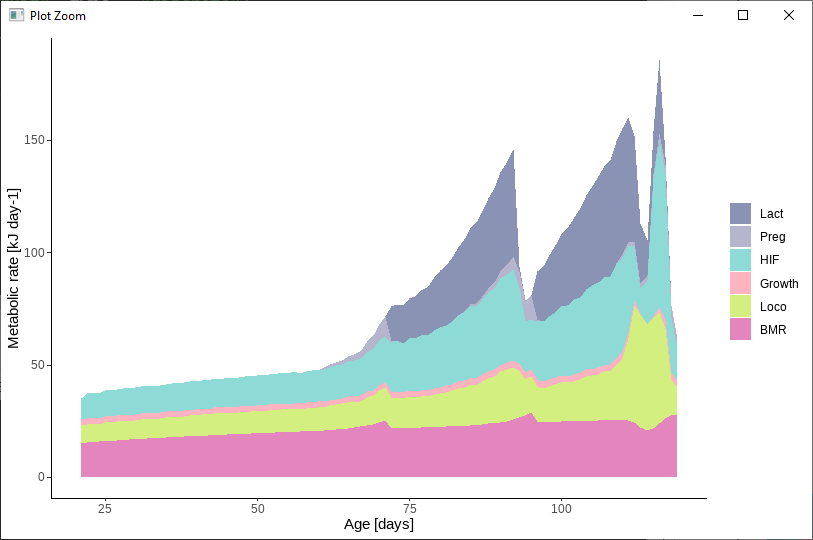 Plot Zoom
150
100
50
0
Metabolic rate [kJ day-1]
25
50
75
100
Age [days]
Lact
Preg
HIF
Growth
Loco
BMR